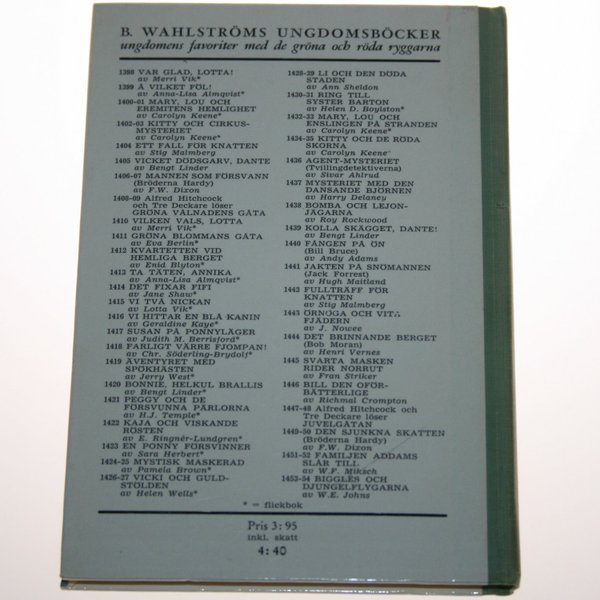 B. WAHLSTRÖMS UNGDOMSBÖCKER
ungdomens favoriter med de gröna och röda ryggarna
1398 VAR GLAD, LOTTA!
av Merri Vik*
1399 Å VILKET FÖL!
av Anna-Lisa Almqvist*
1400-01 MARY, LOU OCH
EREMITENS HEMLIGHET
av Carolyn Keene*
1402-03 KITTY OCH CIRKUS-
MYSTERIET
av Carolyn Keene*
1404 ETT FALL FÖR KNATTEN
av Stig Malmberg
1405 VICKET DÖDSGARV, DANTE
av Bengt Linder
1406-07 MANNEN SOM FÖRSVANN
(Bröderna Hardy)
av F.W. Dixon
1408-09 Alfred Hitchcock
och Tre Deckare löser
GRÖNA VÅLNADENS GÅTA
1410 VILKEN VALS, LOTTA
av Merri Vik*
1411 GRÖNA BLOMMANS GÅTA
av Eva Berlin*
1412 KVARTETTEN VID
HEMLIGA BERGET
av Enid Blyton*
1413 TA TÄTEN, ANNIKA
av Anna-Lisa Almqvist*
1414 DET FIXAR FIFI
av Jane Shaw*
1415 VI TVÅ NICKAN
av Lotta Vik*
1416 VI HITTAR EN BLÅ KANIN
av Geraldine Kaye*
1417 SUSAN PÅ PONNYLÄGER
av Judith M. Berrisford*
1418 FARLIGT VÄRRE FJOMPAN!
av Chr. Söderling-Brydolf*
1419 ÄVENTYRET MED
SPÖKHÄSTEN
av Jerry West*
1420 BONNIE, HELKUL BRALLIS
av Bengt Linder*
1421 PEGGY OCH DE
FÖRSVUNNA PÄRLORNA
av H.J. Temple*
1422 KAJA OCH VISKANDE
RÖSTEN
av E. Ringnér-Lundgren*
1423 EN PONNY FÖRSVINNER
av Sara Herbert*
1424-25 MYSTISK MASKERAD
av Pamela Brown*
1426-27 VICKI OCH GULD-
STÖLDEN
av Helen Wells*
1428-29 LI OCH DEN DÖDA
STADEN
av Ann Sheldon
1430-31 RING TILL
SYSTER BARTON
av Helen D. Boylston*
1432-33 MARY, LOU OCH
ENSLINGEN PÅ STRANDEN
av Carolyn Keene*
1434-35 KITTY OCH DE RÖDA
SKORNA
av Carolyn Keene*
1436 AGENT-MYSTERIET
(Tvillingdetektiverna)
av Sivar Ahlrud
1437 MYSTERIET MED DEN
DANSANDE BJÖRNEN
av Harry Delaney
1438 BOMBA OCH LEJON-
JÄGARNA
av Roy Rockwood
1439 KOLLA SKÄGGET, DANTE!
av Bengt Linder
1440 FÅNGEN PÅ ÖN
(Bill Bruce)
av Andy Adams
1441 JAKTEN PÅ SNÖMANNEN
(Jack Forrest)
av Hugh Maitland
1442 FULLTRÄFF FÖR
KNATTEN
av Stig Malmberg
1443 ÖRNÖGA OCH VITA
FJÄDERN
av J. Nowee
1444 DET BRINNANDE BERGET
(Bob Moran)
av Henri Vernes
1445 SVARTA MASKEN
RIDER NORRUT
av Fran Striker
1446 BILL DEN OFÖR-
BÄTTERLIGE
av Richmal Crompton
1447-48 Alfred Hitchcock och
Tre Deckare löser
JUVELGÅTAN
1449-50 DEN SJUNKNA SKATTEN
(Bröderna Hardy)
av F.W. Dixon
1451-52 FAMILJEN ADDAMS
SLÅR TILL
av W.F. Miksch
1453-54 BIGGLES OCH
DJUNGELFLYGARNA
av W.E. Johns
* = flickbok
Pris 3:95
inkl. skatt
4:40